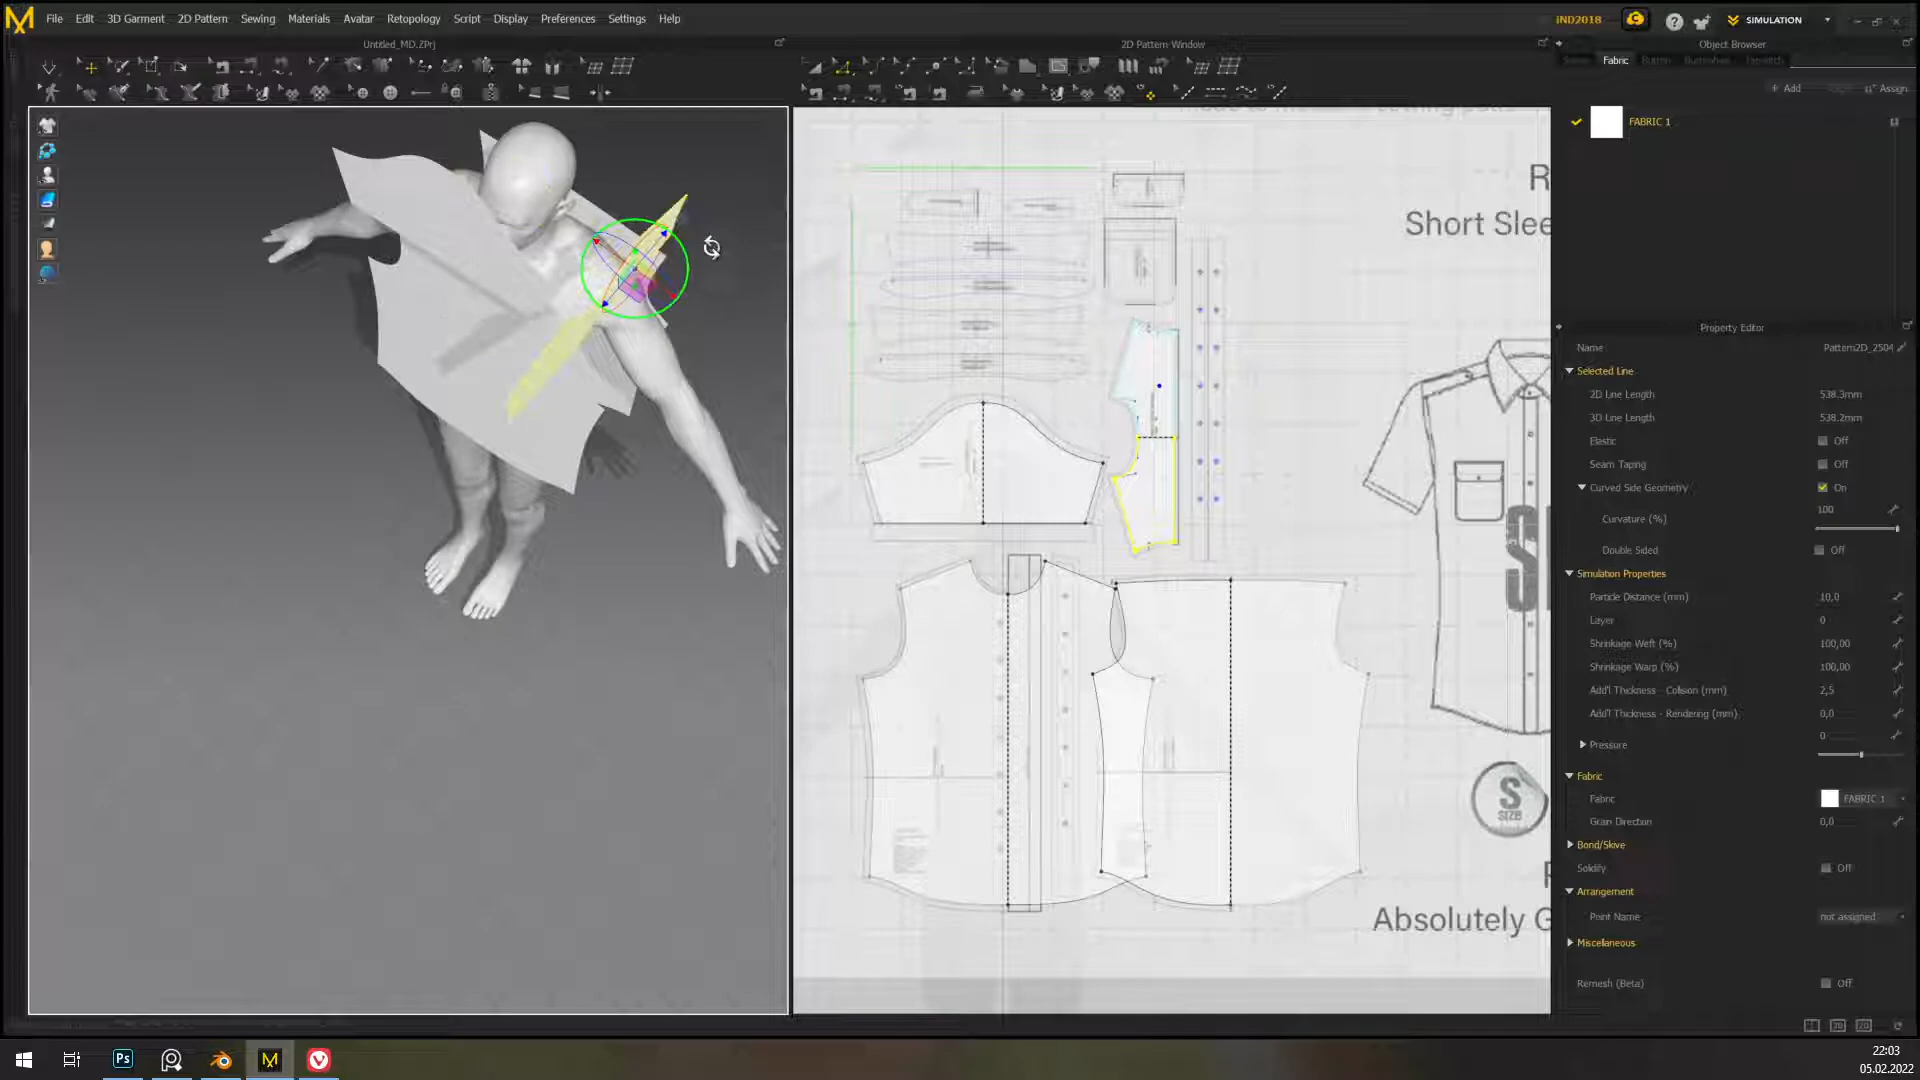 File Edit 3D Garment 2D Pattern Sewing Materials Avatar Retopology Script Display Preferences Settings Help
iND2018
SIMULATION
Untitled_MD.ZPrj
2D Pattern Window
Object Browser
Fabric Button
+ Add
Assign
FABRIC 1
Short Slee
Property Editor
Name
Pattern2D_2504
Selected Line
2D Line Length
538.3mm
3D Line Length
538.2mm
Elastic
Off
Seam Taping
Off
Curved Side Geometry
On
Curvature (%)
100
Double Sided
Off
Simulation Properties
Particle Distance (mm)
10,0
Layer
0
Shrinkage Weft (%)
100,00
Shrinkage Warp (%)
100,00
Add'l Thickness - Collision (mm)
2,5
Add'l Thickness - Rendering (mm)
0,0
Pressure
0
Fabric
Fabric
FABRIC 1
Grain Direction
0,0
Bond/Skive
Solidify
Off
Arrangement
Point Name
not assigned
Miscellaneous
Remesh (Beta)
Off
S
SIZE
Absolutely G
3D
2D
Ps
22:03
05.02.2022